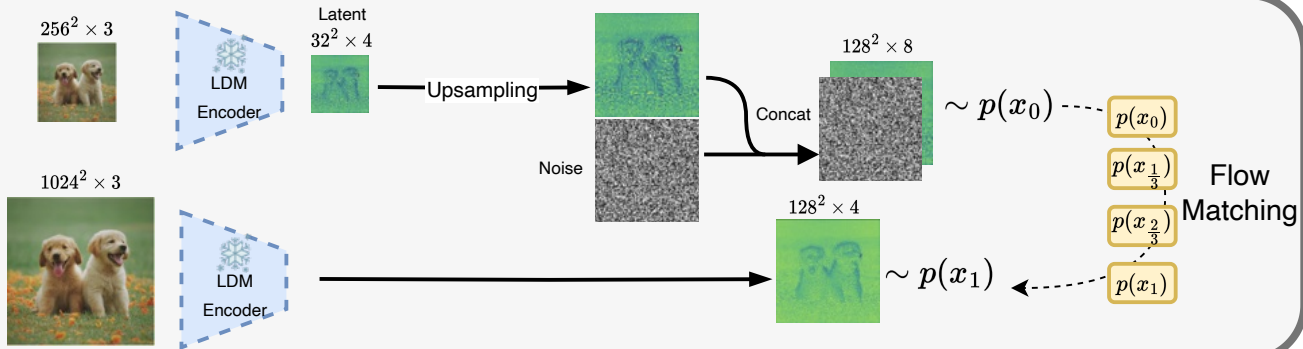 256² × 3
LDM
Encoder
Latent
32² × 4
Upsampling
Noise
Concat
128² × 8
∼ p(x₀)
p(x₀)
p(x_{1/3})
p(x_{2/3})
p(x₁)
Flow
Matching
1024² × 3
LDM
Encoder
128² × 4
∼ p(x₁)